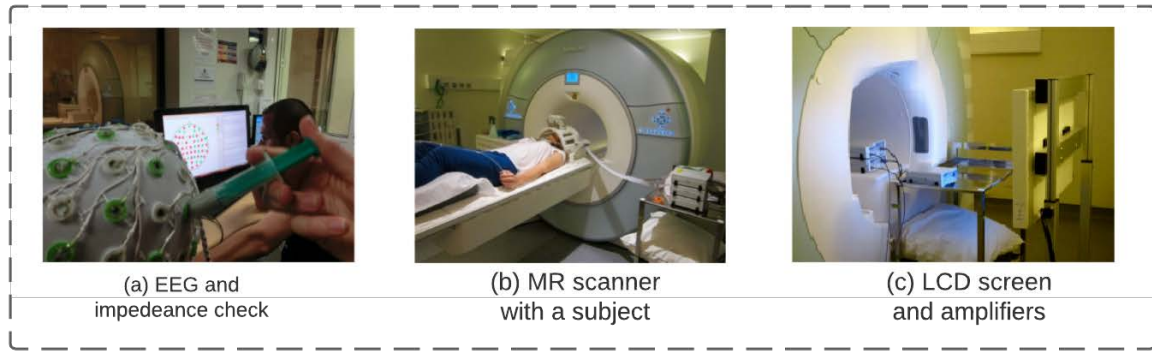 (a) EEG and
impedeance check
(b) MR scanner
with a subject
(c) LCD screen
and amplifiers